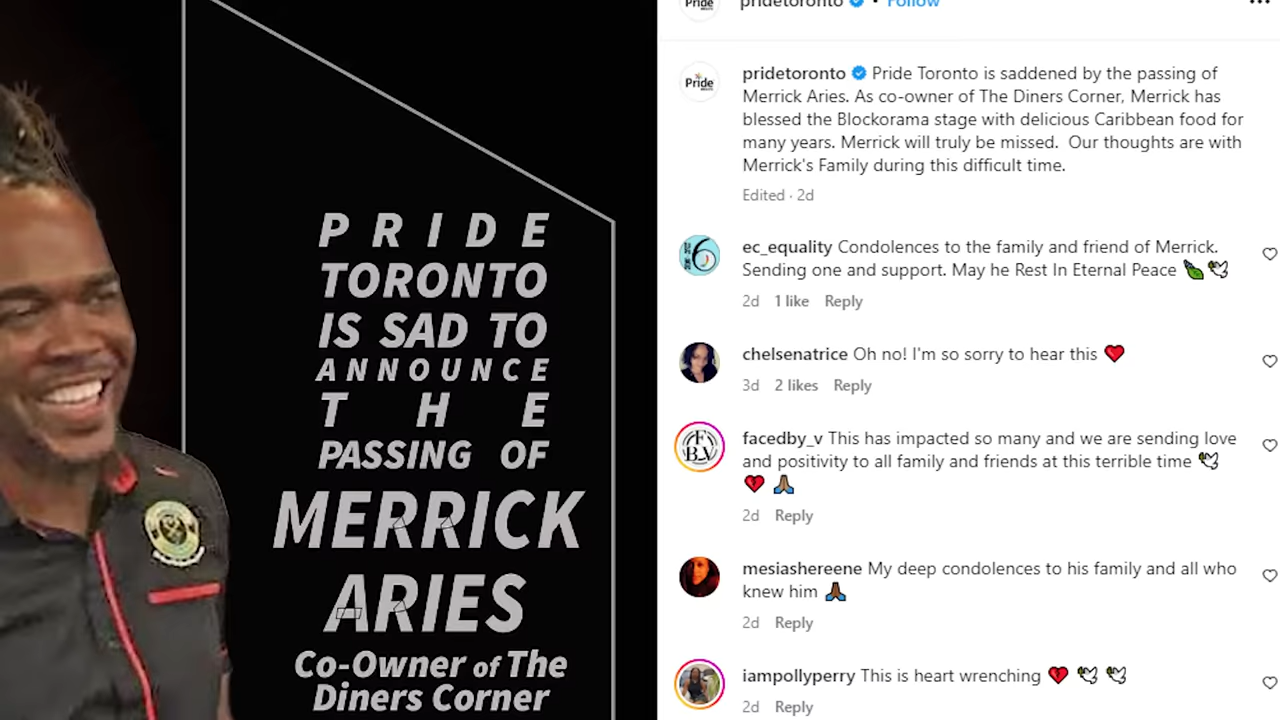 PRIDE
TORONTO
IS SAD TO
ANNOUNCE
THE
PASSING OF
MERRICK
ARIES
Co-Owner of The
Diners Corner
Pride
pridetoronto • Follow
Pride
pridetoronto Pride Toronto is saddened by the passing of
Merrick Aries. As co-owner of The Diners Corner, Merrick has
blessed the Blockorama stage with delicious Caribbean food for
many years. Merrick will truly be missed. Our thoughts are with
Merrick's Family during this difficult time.
Edited · 2d
ec_equality Condolences to the family and friend of Merrick.
Sending one and support. May he Rest In Eternal Peace 🍃🕊
2d 1 like Reply
chelsenatrice Oh no! I'm so sorry to hear this ❤️
3d 2 likes Reply
FBV
facedby_v This has impacted so many and we are sending love
and positivity to all family and friends at this terrible time 🕊
💔 🙏🏾
2d Reply
mesiashereene My deep condolences to his family and all who
knew him 🙏🏾
2d Reply
iampollyperry This is heart wrenching 💔 🕊 🕊
2d Reply